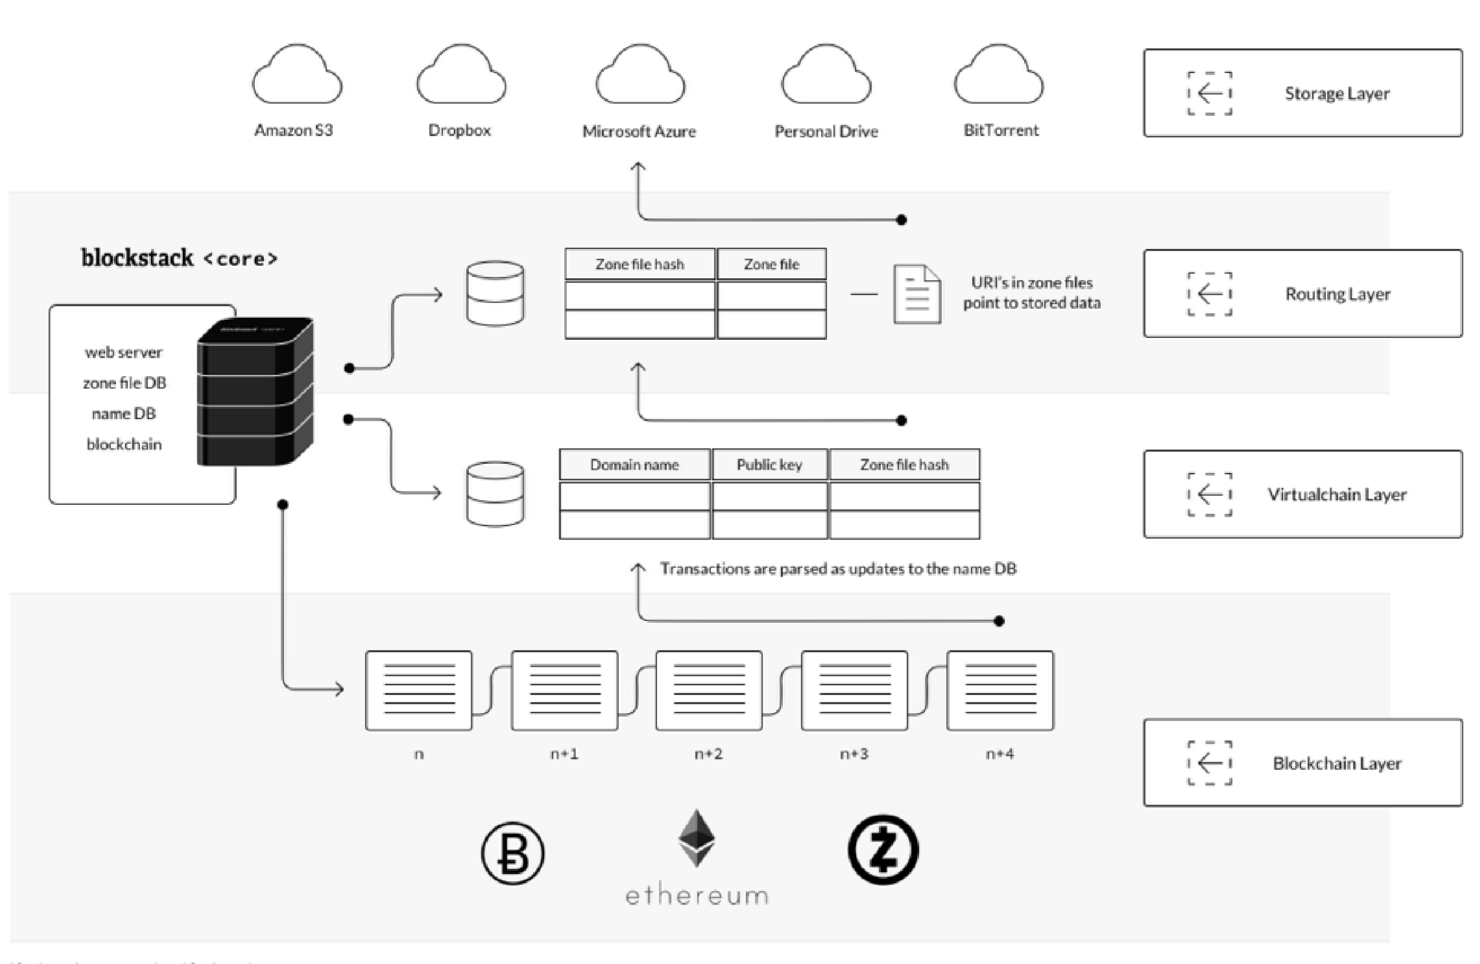 Amazon S3
Dropbox
Microsoft Azure
Personal Drive
BitTorrent
Storage Layer
blockstack <core>
web server
zone file DB
name DB
blockchain
Zone file hash
Zone file
URI's in zone files
point to stored data
Routing Layer
Domain name
Public key
Zone file hash
Virtualchain Layer
Transactions are parsed as updates to the name DB
n
n+1
n+2
n+3
n+4
Blockchain Layer
ethereum